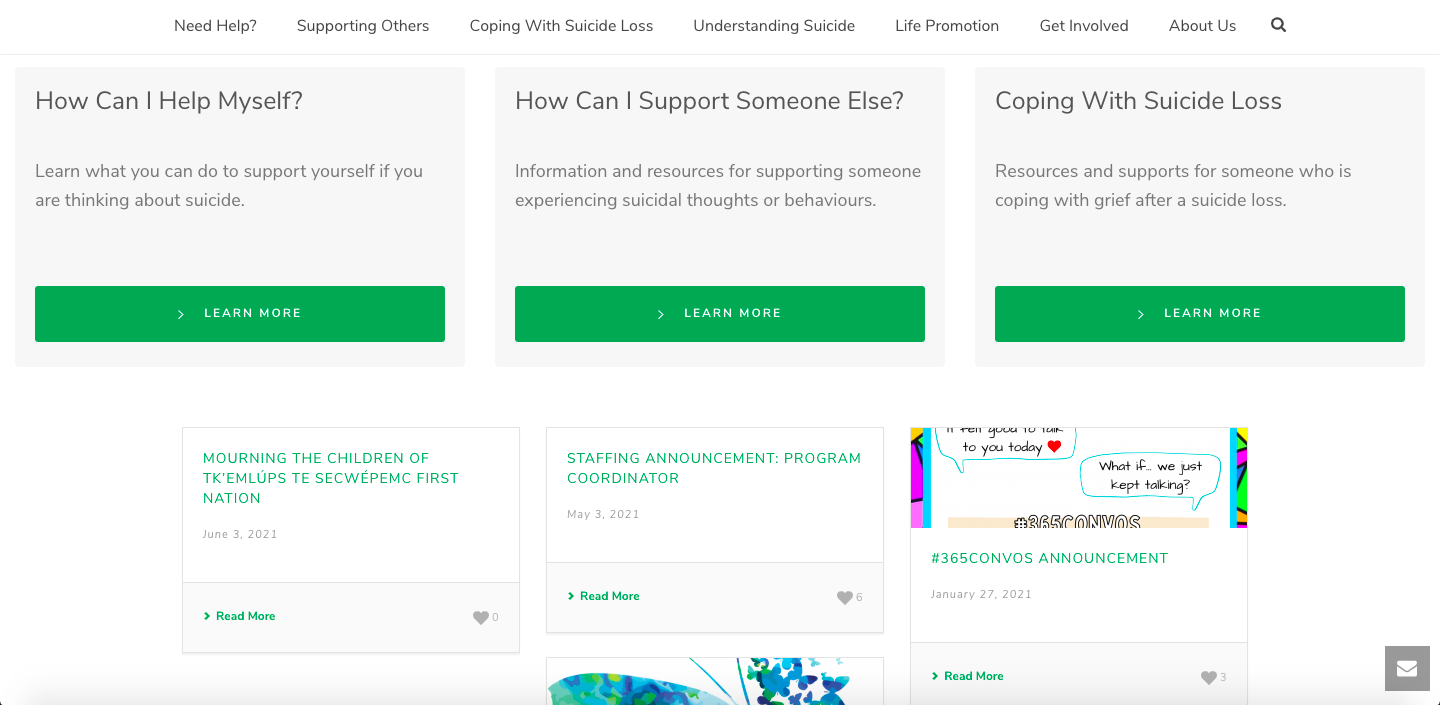 Need Help? Supporting Others Coping With Suicide Loss Understanding Suicide Life Promotion Get Involved About Us
How Can I Help Myself?
Learn what you can do to support yourself if you
are thinking about suicide.
LEARN MORE
How Can I Support Someone Else?
Information and resources for supporting someone
experiencing suicidal thoughts or behaviours.
LEARN MORE
Coping With Suicide Loss
Resources and supports for someone who is
coping with grief after a suicide loss.
LEARN MORE
MOURNING THE CHILDREN OF
TK'EMLÚPS TE SECWÉPEMC FIRST
NATION
June 3, 2021
Read More 0
STAFFING ANNOUNCEMENT: PROGRAM
COORDINATOR
May 3, 2021
Read More 6
it felt good to talk
to you today
What if... we just
kept talking?
#365CONVOS
#365CONVOS ANNOUNCEMENT
January 27, 2021
Read More 3